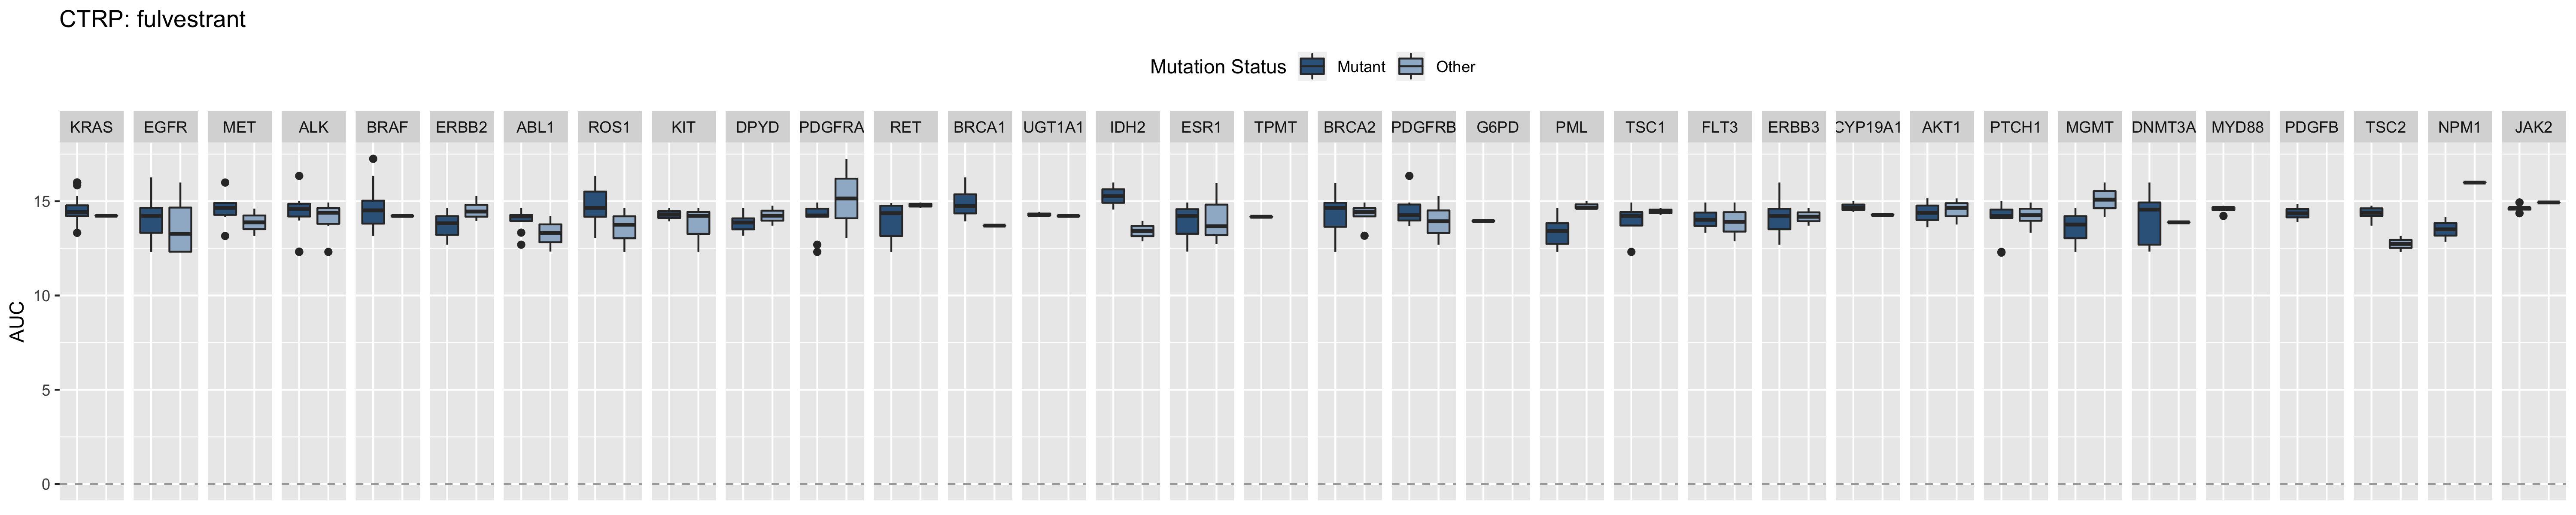 CTRP: fulvestrant
Mutation Status Mutant Other
KRAS EGFR MET ALK BRAF ERBB2 ABL1 ROS1 KIT DPYD PDGFRA RET BRCA1 UGT1A1 IDH2 ESR1 TPMT BRCA2 PDGFRB G6PD PML TSC1 FLT3 ERBB3 CYP19A1 AKT1 PTCH1 MGMT DNMT3A MYD88 PDGFB TSC2 NPM1 JAK2
15
10
AUC
5
0